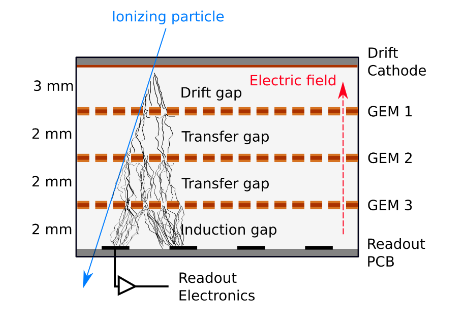 Ionizing particle
Drift
Cathode
Electric field
3 mm
Drift gap
GEM 1
2 mm
Transfer gap
GEM 2
2 mm
Transfer gap
GEM 3
2 mm
Induction gap
Readout
PCB
Readout
Electronics